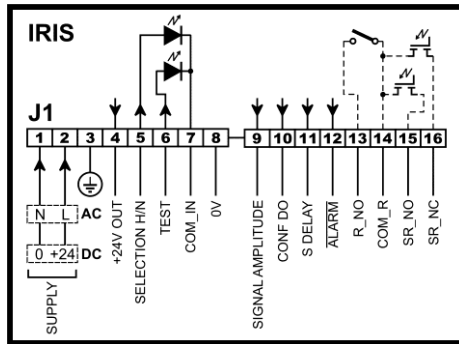 IRIS
J1
1 2 3 4 5 6 7 8 9 10 11 12 13 14 15 16
N L AC
0 +24 DC
SUPPLY
+24V OUT
SELECTION H/N
TEST
COM_IN
0V
SIGNAL AMPLITUDE
CONF DO
S DELAY
ALARM
R_NO
COM_R
SR_NO
SR_NC